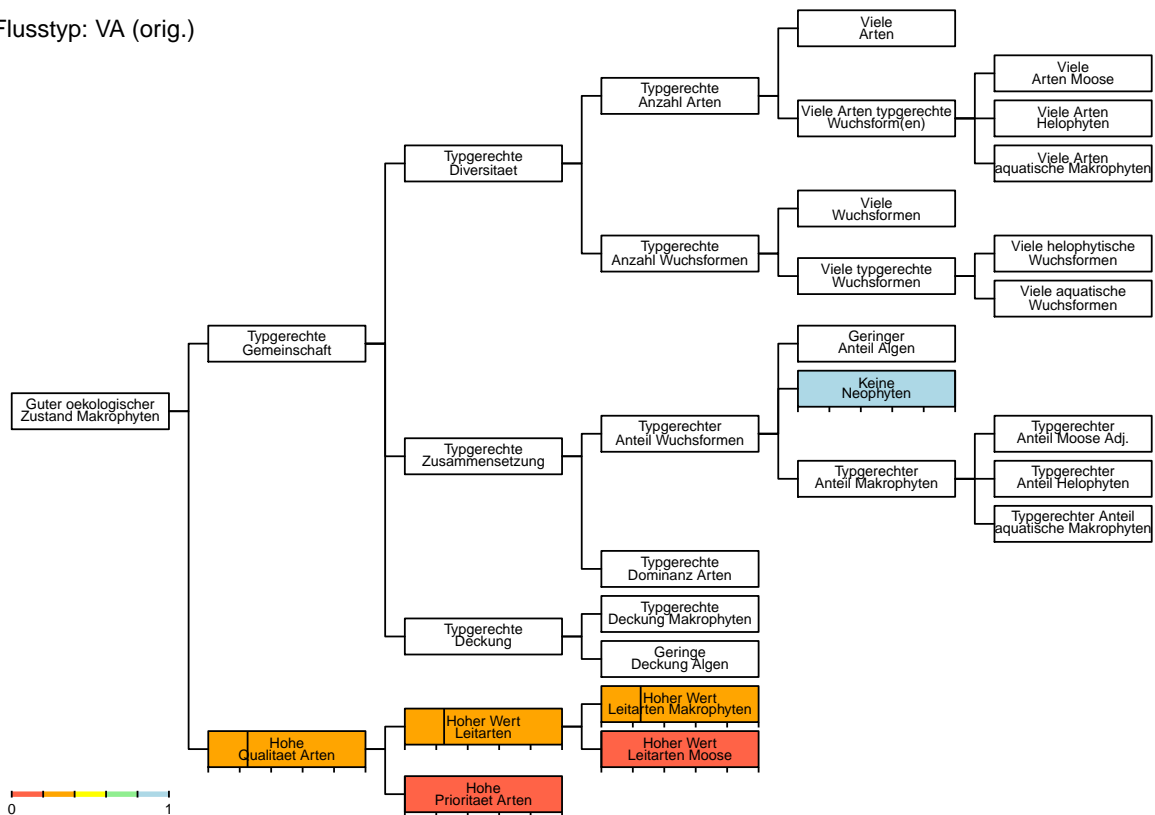 Flusstyp: VA (orig.)
Viele
Arten
Typgerechte
Anzahl Arten
Viele
Arten Moose
Viele Arten typgerechte
Wuchsform(en)
Viele Arten
Helophyten
Viele Arten
aquatische Makrophyten
Typgerechte
Diversitaet
Viele
Wuchsformen
Typgerechte
Anzahl Wuchsformen
Viele helophytische
Wuchsformen
Viele typgerechte
Wuchsformen
Viele aquatische
Wuchsformen
Typgerechte
Gemeinschaft
Geringer
Anteil Algen
Keine
Neophyten
Guter oekologischer
Zustand Makrophyten
Typgerechter
Anteil Wuchsformen
Typgerechter
Anteil Moose Adj.
Typgerechte
Zusammensetzung
Typgerechter
Anteil Makrophyten
Typgerechter
Anteil Helophyten
Typgerechter Anteil
aquatische Makrophyten
Typgerechte
Dominanz Arten
Typgerechte
Deckung Makrophyten
Typgerechte
Deckung
Geringe
Deckung Algen
Hoher Wert
Leitarten Makrophyten
Hoher Wert
Leitarten
Hohe
Qualitaet Arten
Hoher Wert
Leitarten Moose
Hohe
Prioritaet Arten
0
1